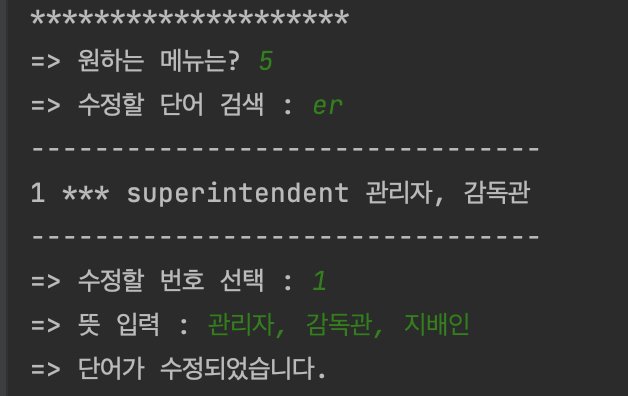 ********************
=> 원하는 메뉴는? 5
=> 수정할 단어 검색 : er
--------------------------------
1 *** superintendent 관리자, 감독관
--------------------------------
=> 수정할 번호 선택 : 1
=> 뜻 입력 : 관리자, 감독관, 지배인
=> 단어가 수정되었습니다.